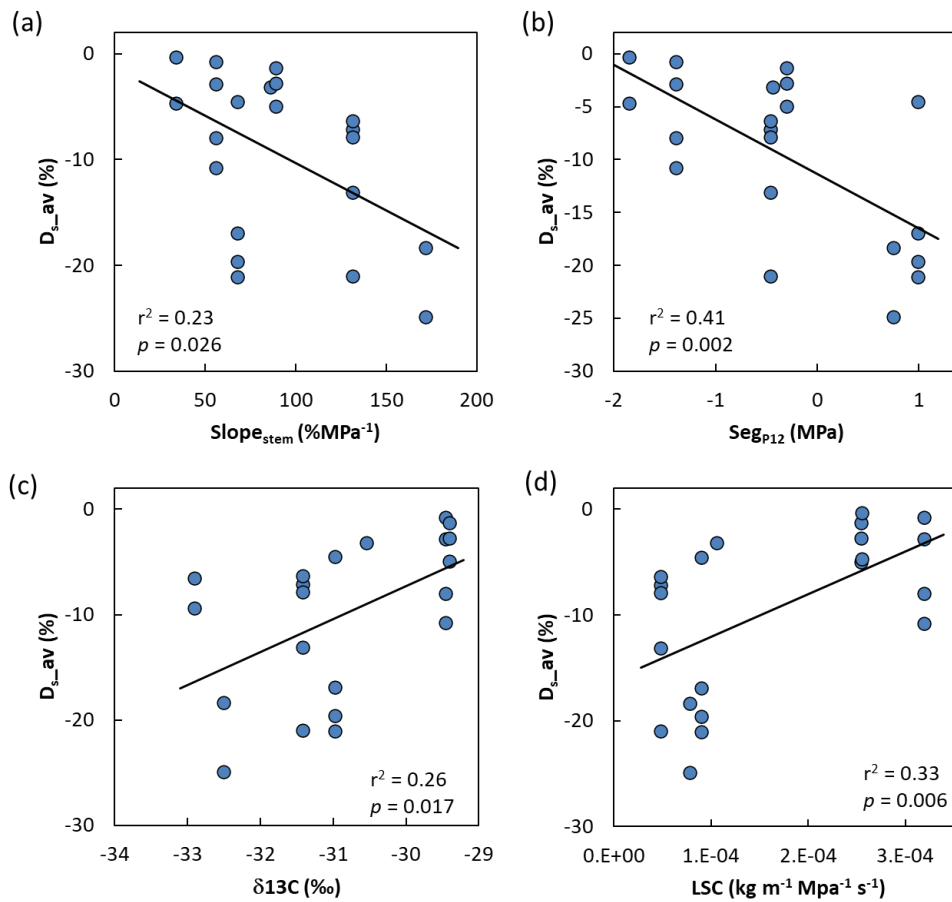 (a)
0
-10
-20
-30
Dₛ_av (%)
r² = 0.23
p = 0.026
0 50 100 150 200
Slopestem (%MPa⁻¹)
(b)
0
-5
-10
-15
-20
-25
-30
Dₛ_av (%)
r² = 0.41
p = 0.002
-2 -1 0 1
SegP12 (MPa)
(c)
0
-10
-20
-30
Dₛ_av (%)
r² = 0.26
p = 0.017
-34 -33 -32 -31 -30 -29
δ13C (‰)
(d)
0
-10
-20
-30
Dₛ_av (%)
r² = 0.33
p = 0.006
0.E+00 1.E-04 2.E-04 3.E-04
LSC (kg m⁻¹ Mpa⁻¹ s⁻¹)